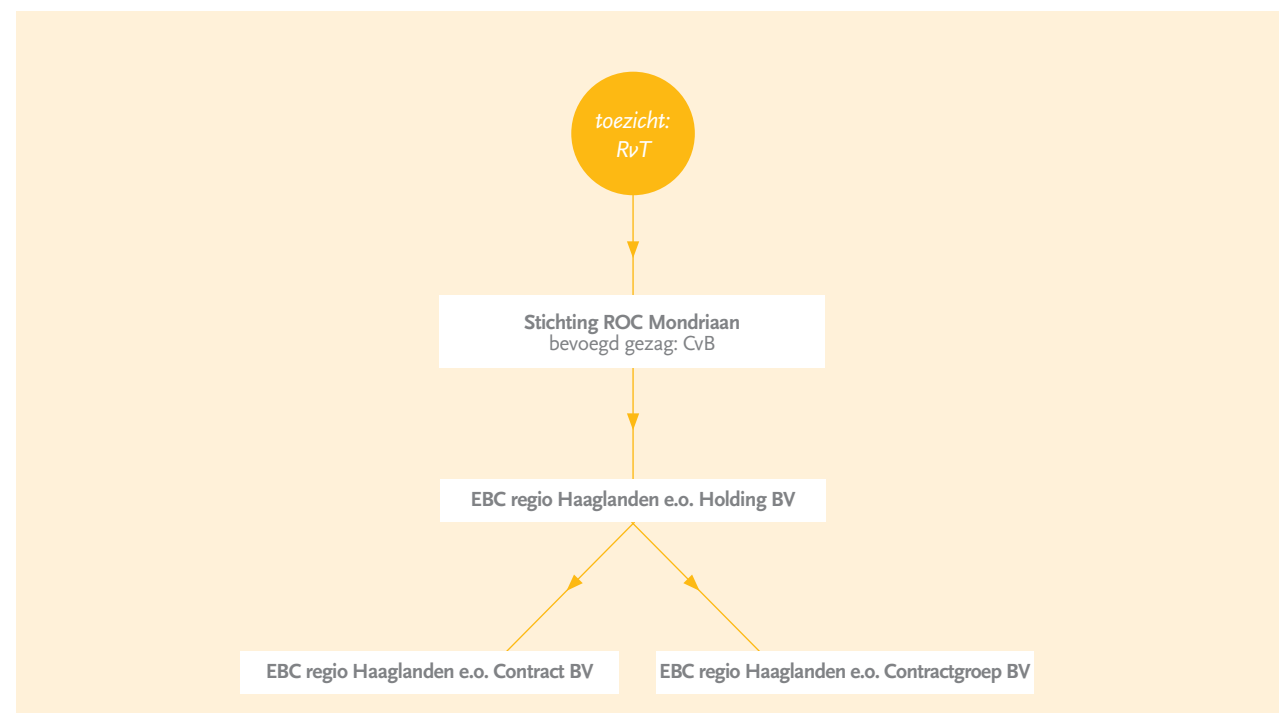 toezicht:
RvT
Stichting ROC Mondriaan
bevoegd gezag: CvB
EBC regio Haaglanden e.o. Holding BV
EBC regio Haaglanden e.o. Contract BV
EBC regio Haaglanden e.o. Contractgroep BV